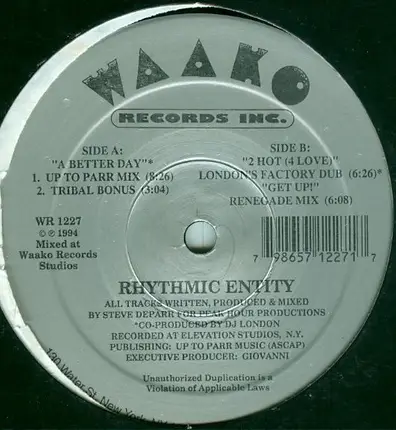 WAAKO
RECORDS INC.
SIDE A:
"A BETTER DAY"*
1. UP TO PARR MIX (8:26)
2. TRIBAL BONUS (3:04)
SIDE B:
"2 HOT (4 LOVE)"
LONDON'S FACTORY DUB (6:26)*
"GET UP!"
RENEGADE MIX (6:08)
WR 1227
© ℗ 1994
Mixed at
Waako Records
Studios
7 98657 12271 7
RHYTHMIC ENTITY
ALL TRACKS WRITTEN, PRODUCED & MIXED
BY STEVE DEPARR FOR PEAK HOUR PRODUCTIONS
*CO-PRODUCED BY DJ LONDON
RECORDED AT ELEVATION STUDIOS, N.Y.
PUBLISHING: UP TO PARR MUSIC (ASCAP)
EXECUTIVE PRODUCER: GIOVANNI
Unauthorized Duplication is a
Violation of Applicable Laws
130 Water St. New York,